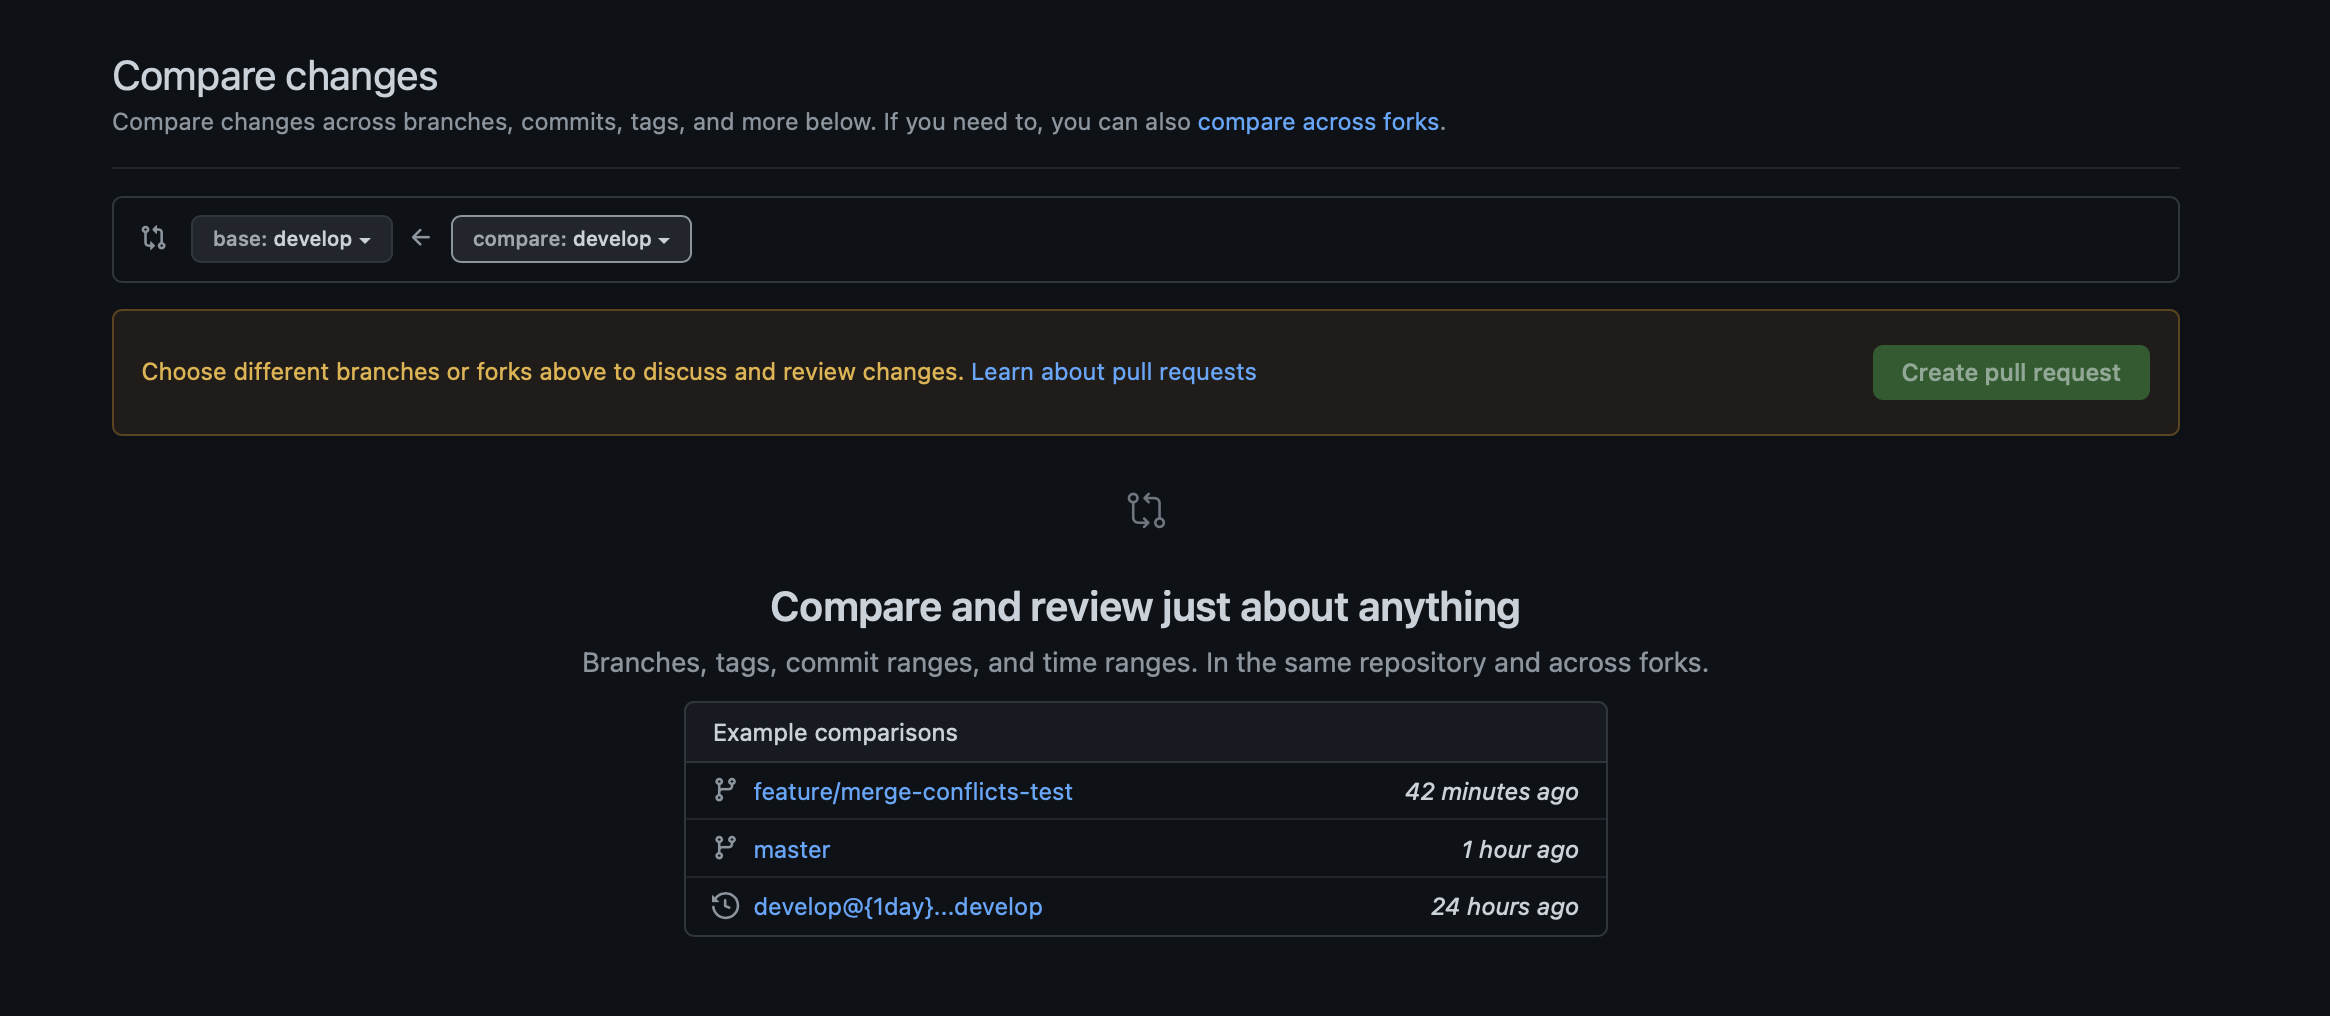 Compare changes
Compare changes across branches, commits, tags, and more below. If you need to, you can also compare across forks.
base: develop compare: develop
Choose different branches or forks above to discuss and review changes. Learn about pull requests Create pull request
Compare and review just about anything
Branches, tags, commit ranges, and time ranges. In the same repository and across forks.
Example comparisons
feature/merge-conflicts-test 42 minutes ago
master 1 hour ago
develop@{1day}...develop 24 hours ago